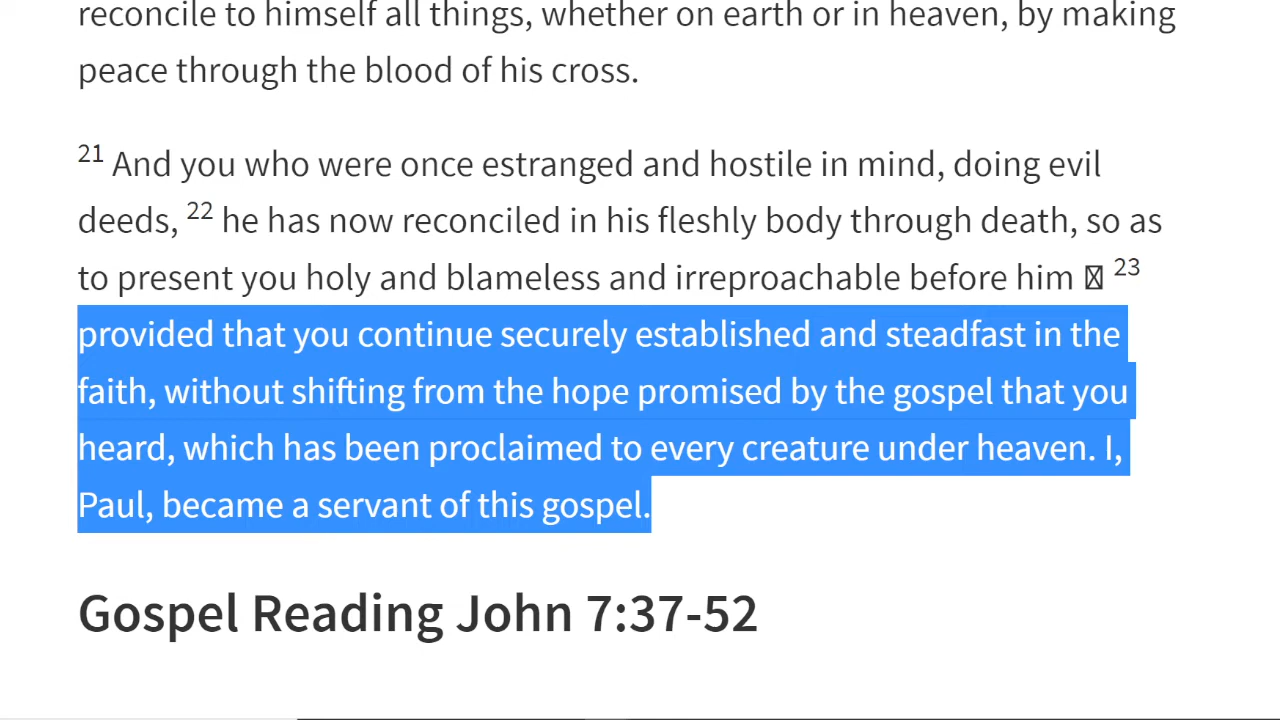 reconcile to himself all things, whether on earth or in heaven, by making
peace through the blood of his cross.
21 And you who were once estranged and hostile in mind, doing evil
deeds, 22 he has now reconciled in his fleshly body through death, so as
to present you holy and blameless and irreproachable before him 23
provided that you continue securely established and steadfast in the
faith, without shifting from the hope promised by the gospel that you
heard, which has been proclaimed to every creature under heaven. I,
Paul, became a servant of this gospel.
Gospel Reading John 7:37-52